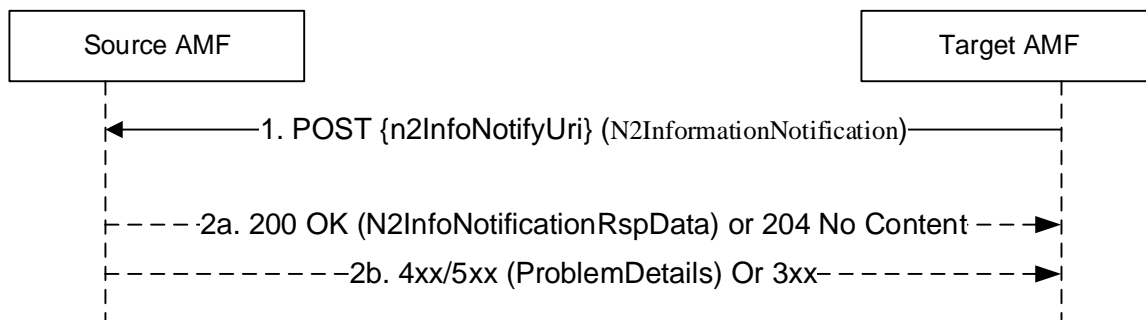 Source AMF
Target AMF
1. POST {n2InfoNotifyUri} (N2InformationNotification)
2a. 200 OK (N2InfoNotificationRspData) or 204 No Content
2b. 4xx/5xx (ProblemDetails) Or 3xx